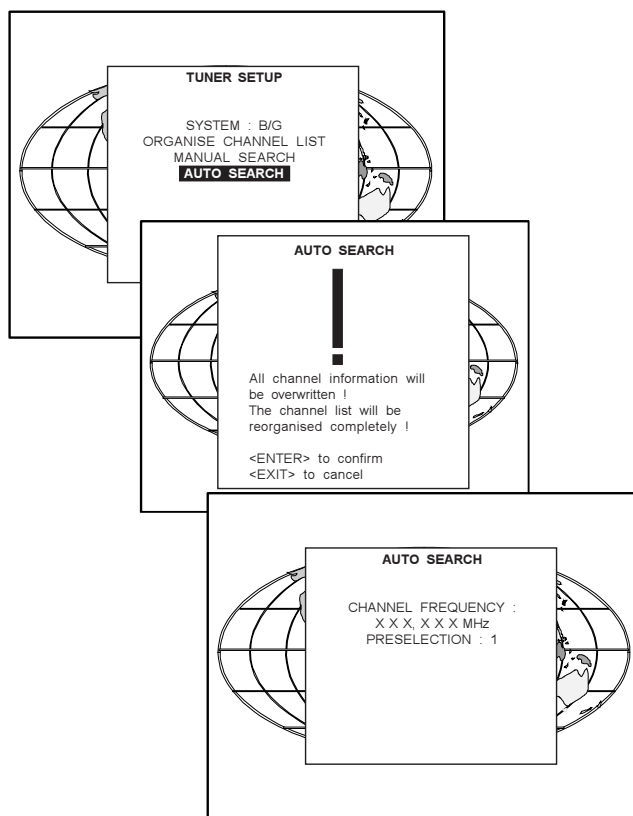 TUNER SETUP
SYSTEM : B/G
ORGANISE CHANNEL LIST
MANUAL SEARCH
AUTO SEARCH
AUTO SEARCH
All channel information will
be overwritten !
The channel list will be
reorganised completely !
<ENTER> to confirm
<EXIT> to cancel
AUTO SEARCH
CHANNEL FREQUENCY :
X X X, X X X MHz
PRESELECTION : 1